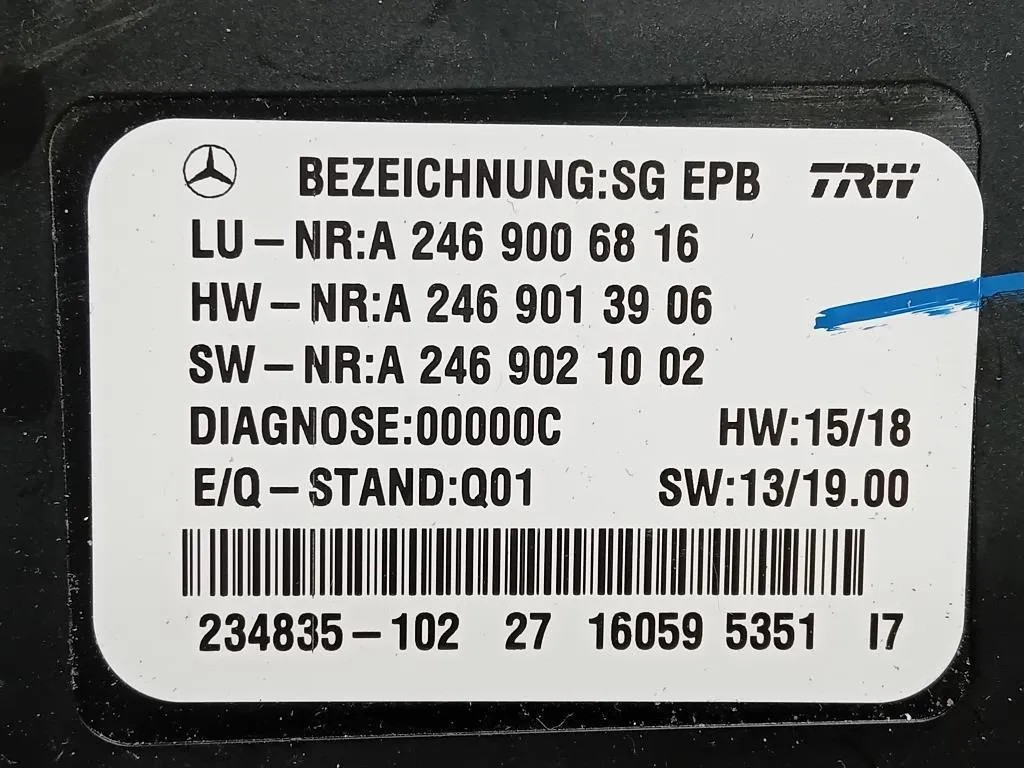 BEZEICHNUNG:SG EPB TRW
LU-NR:A 246 900 68 16
HW-NR:A 246 901 39 06
SW-NR:A 246 902 10 02
DIAGNOSE:00000C HW:15/18
E/Q-STAND:Q01 SW:13/19.00
234835-102 27 16059 5351 I7